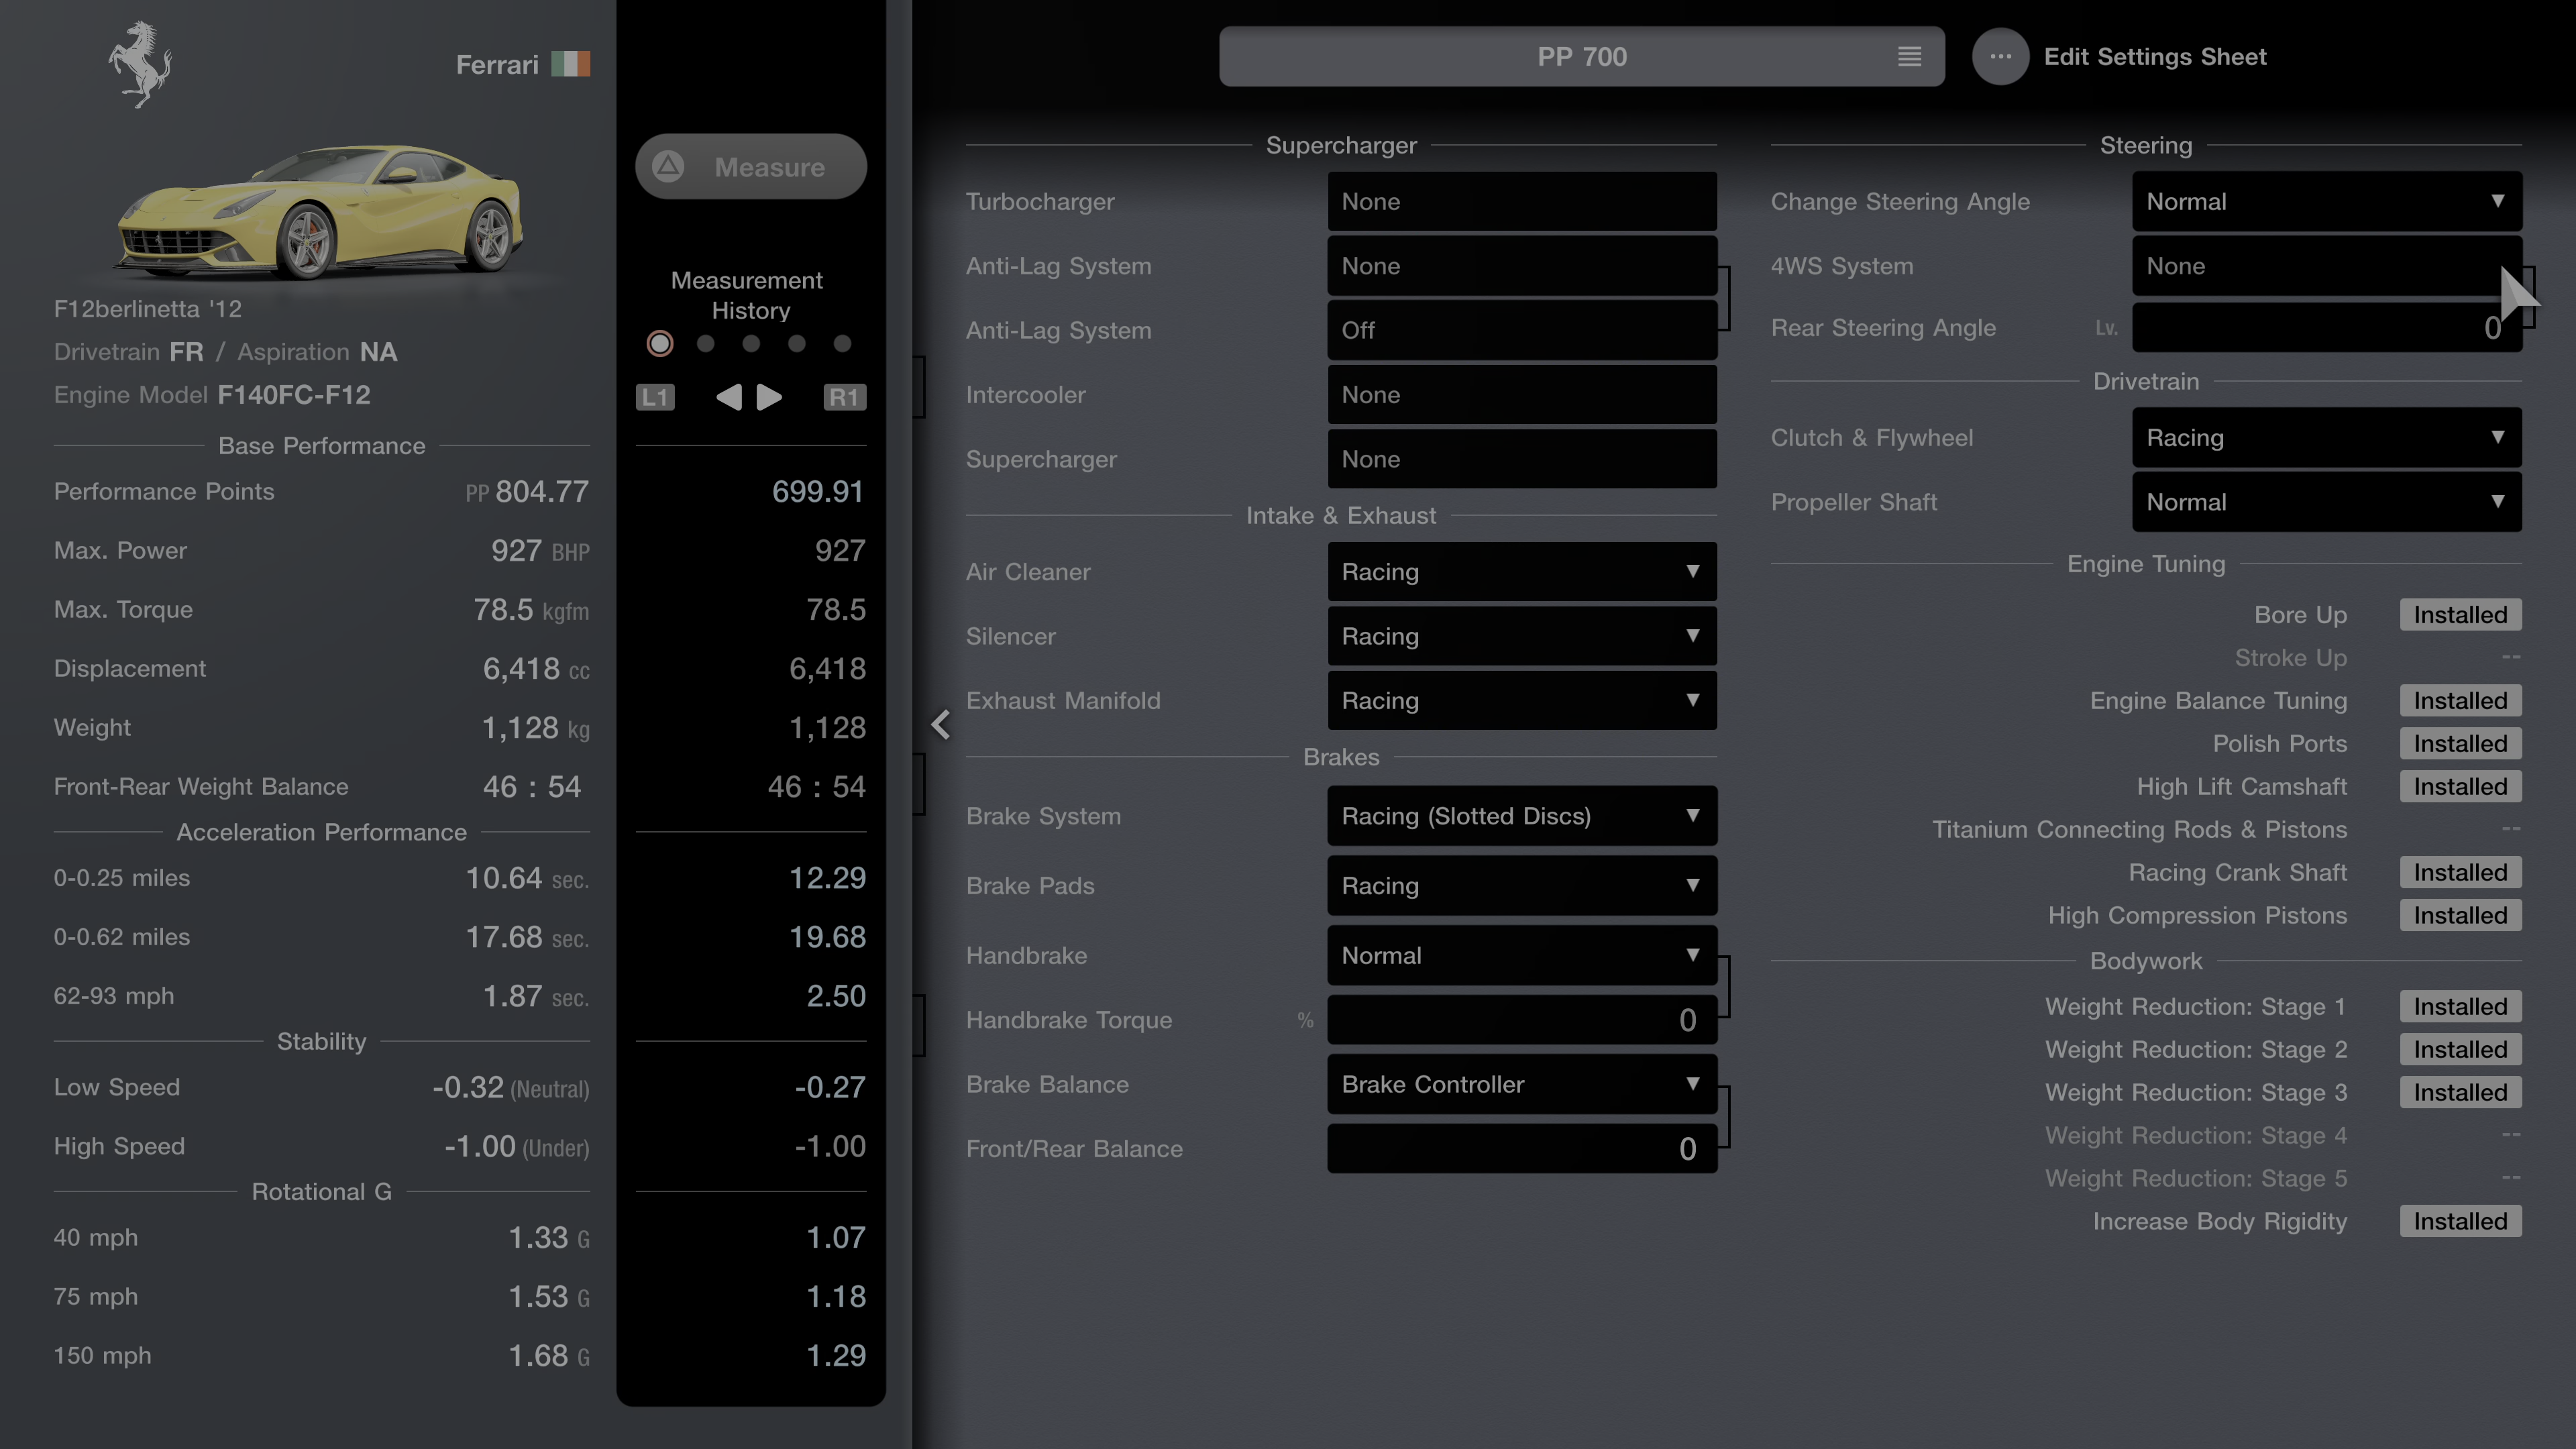 Ferrari
F12berlinetta '12
Drivetrain FR / Aspiration NA
Engine Model F140FC-F12
Base Performance
Performance Points PP 804.77
Max. Power 927 BHP
Max. Torque 78.5 kgfm
Displacement 6,418 cc
Weight 1,128 kg
Front-Rear Weight Balance 46 : 54
Acceleration Performance
0-0.25 miles 10.64 sec.
0-0.62 miles 17.68 sec.
62-93 mph 1.87 sec.
Stability
Low Speed -0.32 (Neutral)
High Speed -1.00 (Under)
Rotational G
40 mph 1.33 G
75 mph 1.53 G
150 mph 1.68 G
Measure
Measurement
History
L1 R1
699.91
927
78.5
6,418
1,128
46 : 54
12.29
19.68
2.50
-0.27
-1.00
1.07
1.18
1.29
PP 700
Edit Settings Sheet
Supercharger
Turbocharger None
Anti-Lag System None
Anti-Lag System Off
Intercooler None
Supercharger None
Intake & Exhaust
Air Cleaner Racing
Silencer Racing
Exhaust Manifold Racing
Brakes
Brake System Racing (Slotted Discs)
Brake Pads Racing
Handbrake Normal
Handbrake Torque % 0
Brake Balance Brake Controller
Front/Rear Balance 0
Steering
Change Steering Angle Normal
4WS System None
Rear Steering Angle Lv. 0
Drivetrain
Clutch & Flywheel Racing
Propeller Shaft Normal
Engine Tuning
Bore Up Installed
Stroke Up --
Engine Balance Tuning Installed
Polish Ports Installed
High Lift Camshaft Installed
Titanium Connecting Rods & Pistons --
Racing Crank Shaft Installed
High Compression Pistons Installed
Bodywork
Weight Reduction: Stage 1 Installed
Weight Reduction: Stage 2 Installed
Weight Reduction: Stage 3 Installed
Weight Reduction: Stage 4 --
Weight Reduction: Stage 5 --
Increase Body Rigidity Installed